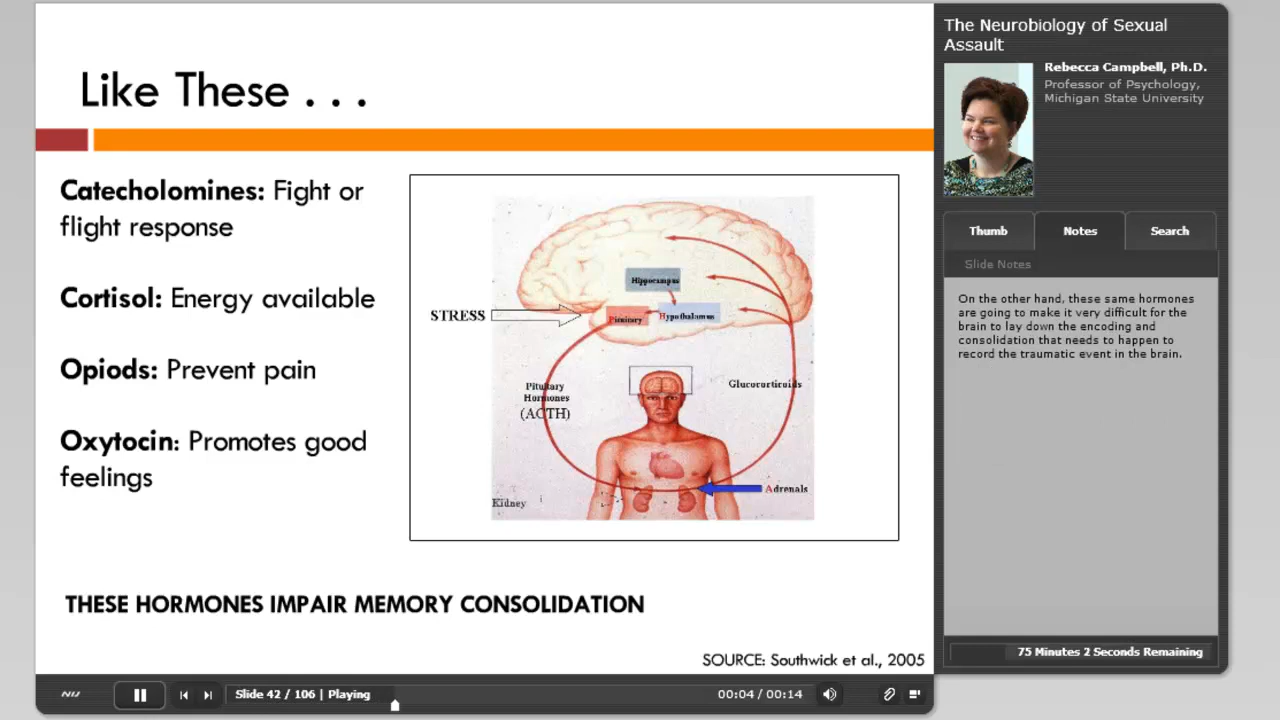 Like These . . .
Catecholomines: Fight or
flight response
Cortisol: Energy available
Opiods: Prevent pain
Oxytocin: Promotes good
feelings
Hippocampus
STRESS
Pituitary
Hypothalamus
Pituitary
Hormones
(ACTH)
Glucocorticoids
Adrenals
Kidney
THESE HORMONES IMPAIR MEMORY CONSOLIDATION
SOURCE: Southwick et al., 2005
The Neurobiology of Sexual
Assault
Rebecca Campbell, Ph.D.
Professor of Psychology,
Michigan State University
Thumb
Notes
Search
Slide Notes
On the other hand, these same hormones
are going to make it very difficult for the
brain to lay down the encoding and
consolidation that needs to happen to
record the traumatic event in the brain.
75 Minutes 2 Seconds Remaining
NIJ
Slide 42 / 106 | Playing
00:04 / 00:14